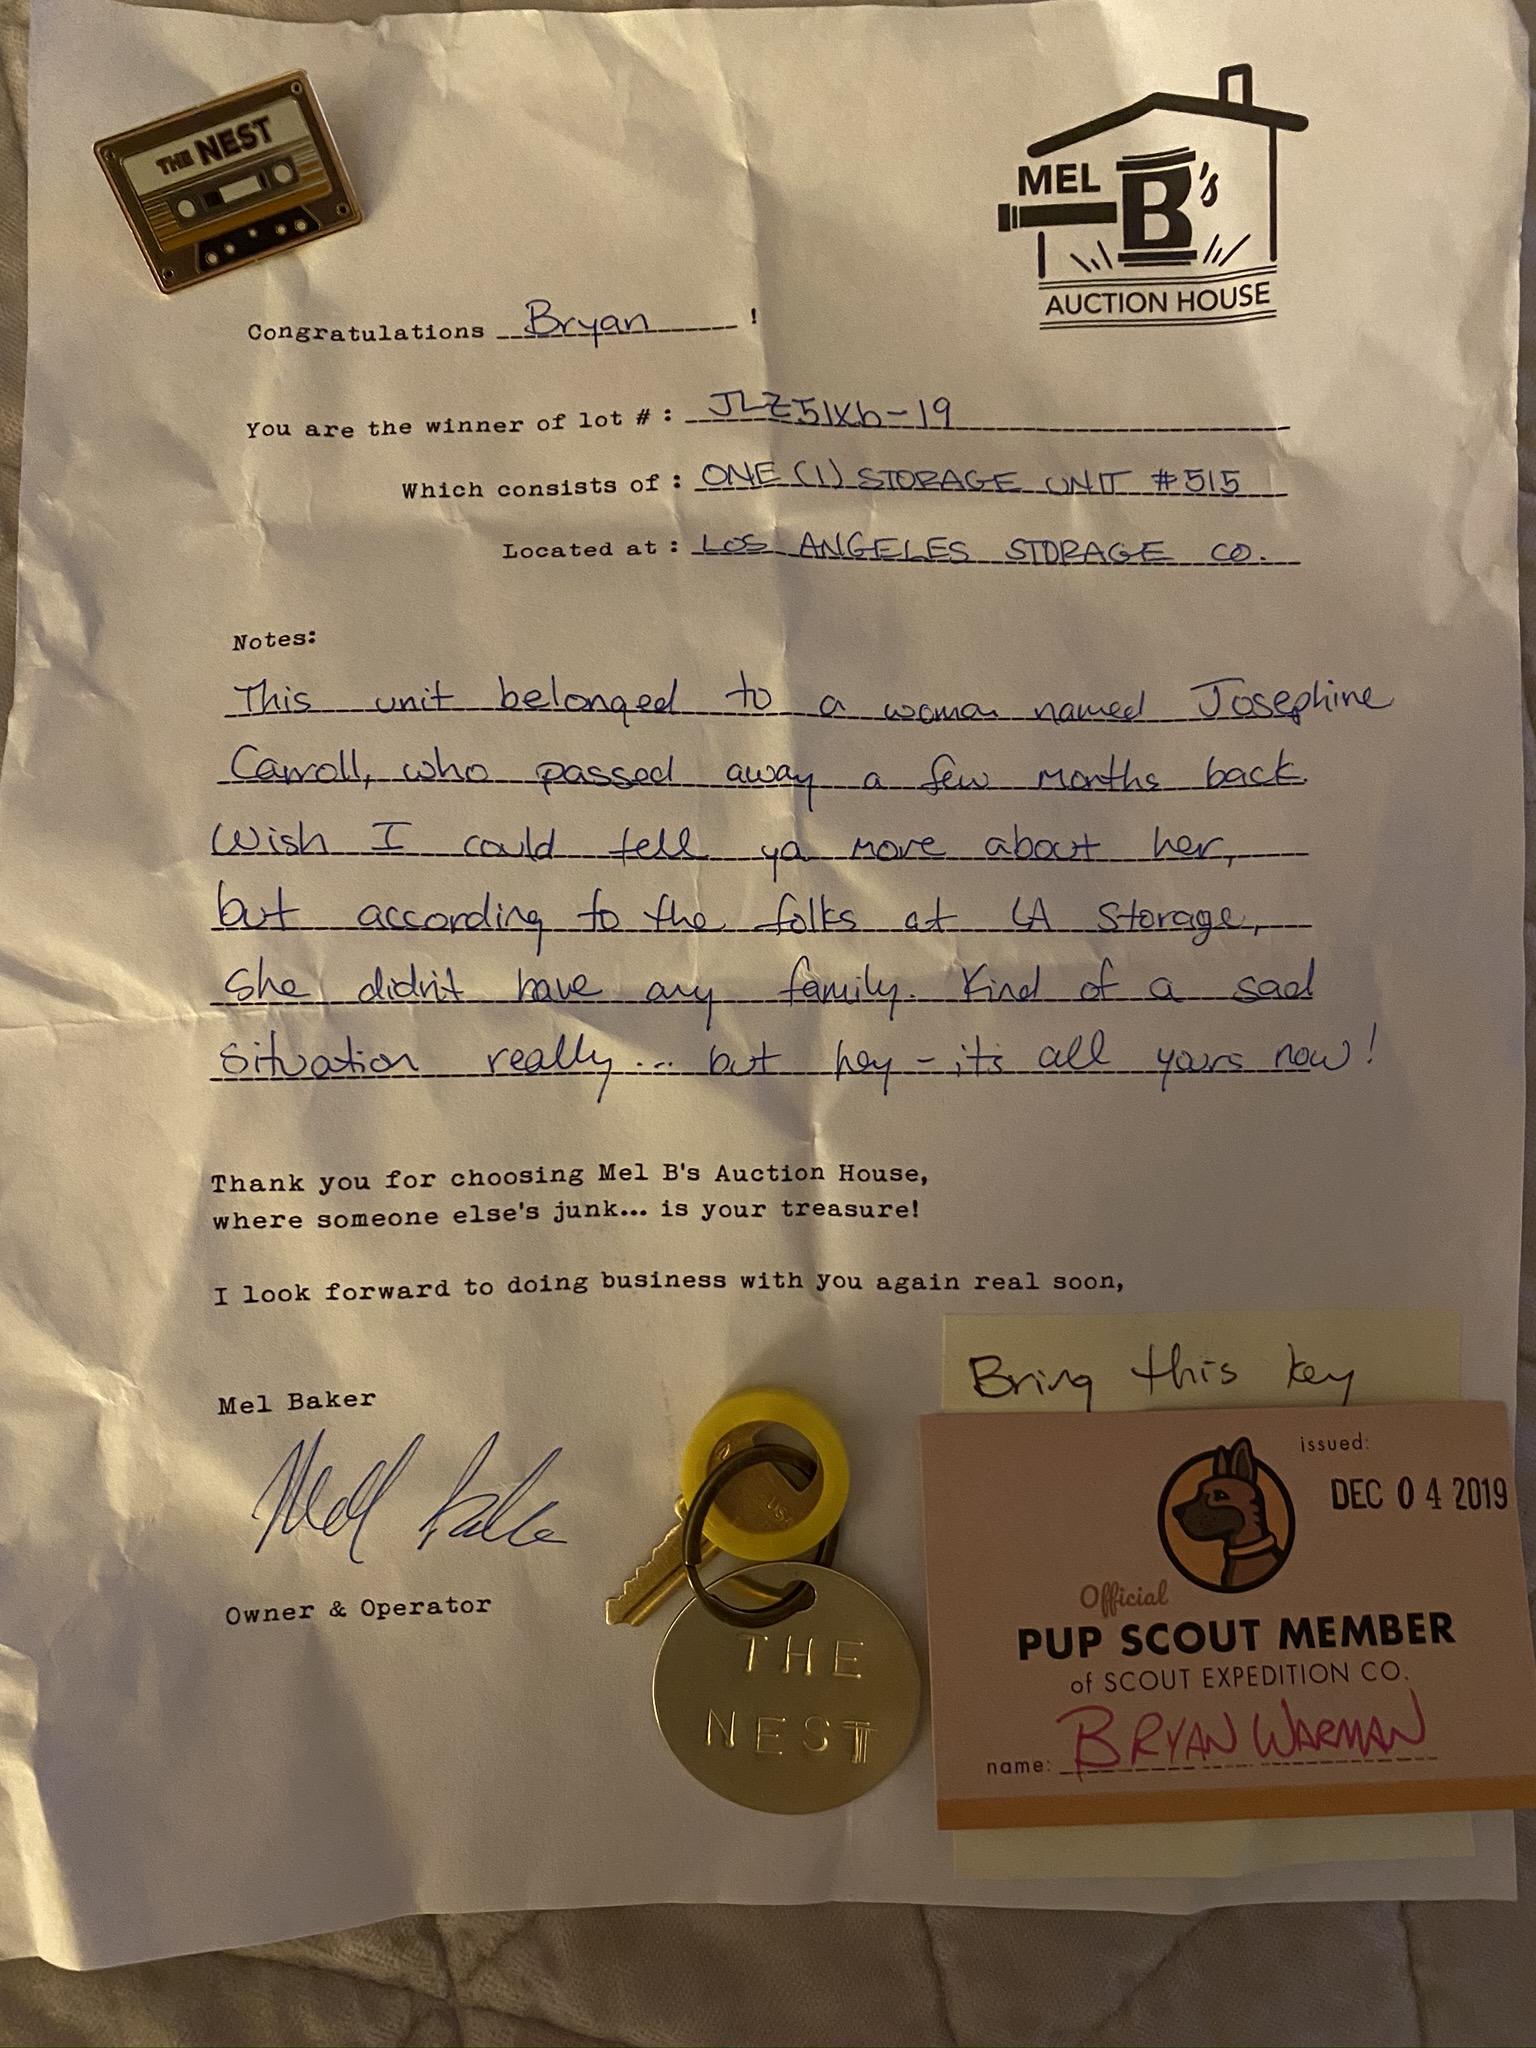 THE NEST
MEL B's
AUCTION HOUSE
Congratulations Bryan !
You are the winner of lot # : JLZ51Xb-19
Which consists of : ONE (1) STORAGE UNIT #515
Located at : LOS ANGELES STORAGE CO.
Notes:
This unit belonged to a woman named Josephine
Carroll, who passed away a few months back.
Wish I could tell ya more about her,
but according to the folks at LA Storage,
she didn't have any family. Kind of a sad
situation really... but hey - it's all yours now!
Thank you for choosing Mel B's Auction House,
where someone else's junk... is your treasure!
I look forward to doing business with you again real soon,
Mel Baker
Mel Baker
Owner & Operator
THE
NEST
Bring this key
issued:
DEC 04 2019
Official
PUP SCOUT MEMBER
of SCOUT EXPEDITION CO.
name: BRYAN WARMAN